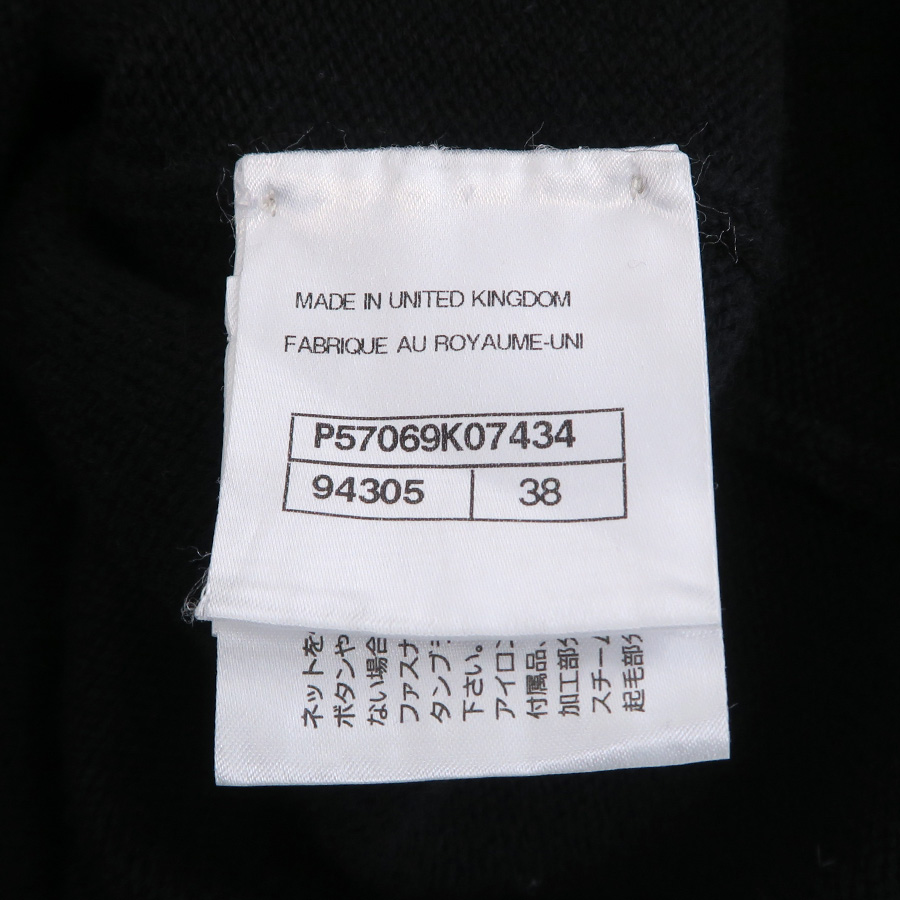 MADE IN UNITED KINGDOM
FABRIQUE AU ROYAUME-UNI
P57069K07434
94305 38
ネットを
ボタンや
ない場合
ファスナ
タンブ
下さい。
アイロン
付属品、
加工部分
スチーム
起毛部分